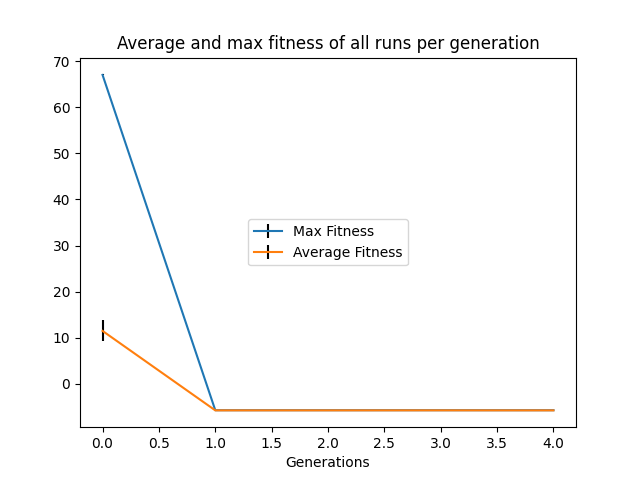 Average and max fitness of all runs per generation
70
60
50
40
30
20
10
0
Max Fitness
Average Fitness
0.0 0.5 1.0 1.5 2.0 2.5 3.0 3.5 4.0
Generations